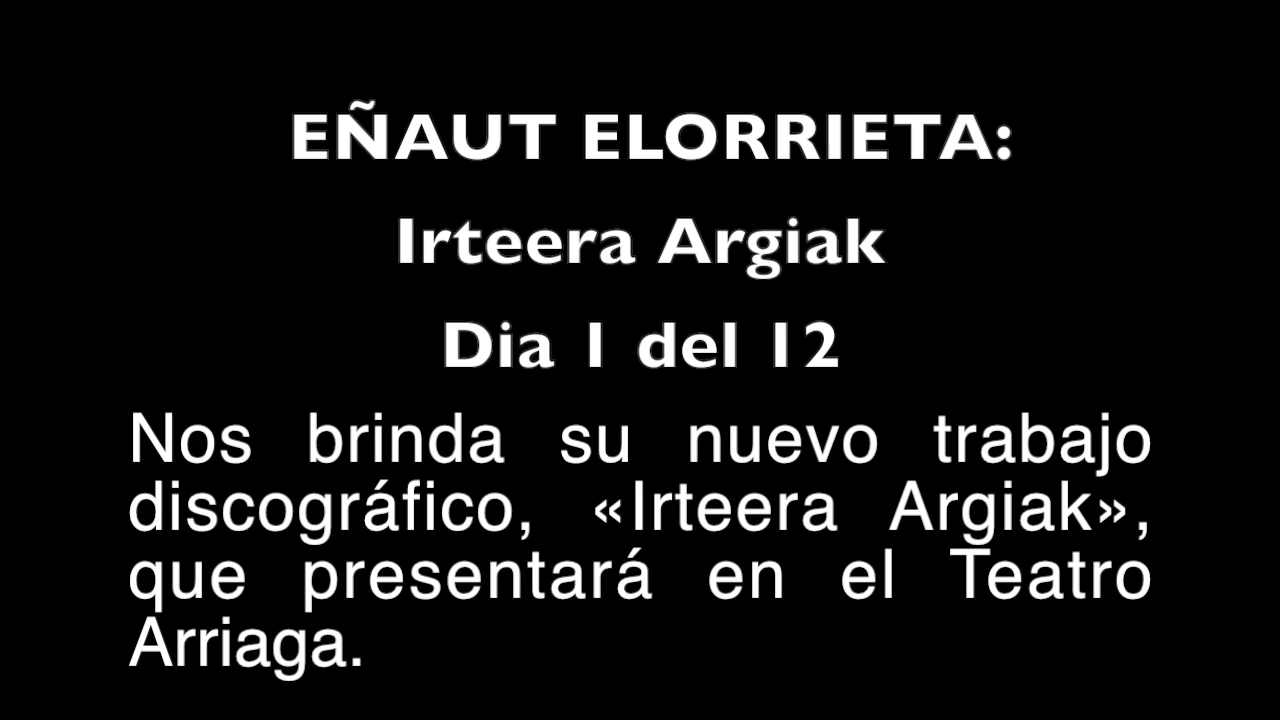 EÑAUT ELORRIETA:
Irteera Argiak
Dia 1 del 12
Nos brinda su nuevo trabajo
discográfico, «Irteera Argiak»,
que presentará en el Teatro
Arriaga.